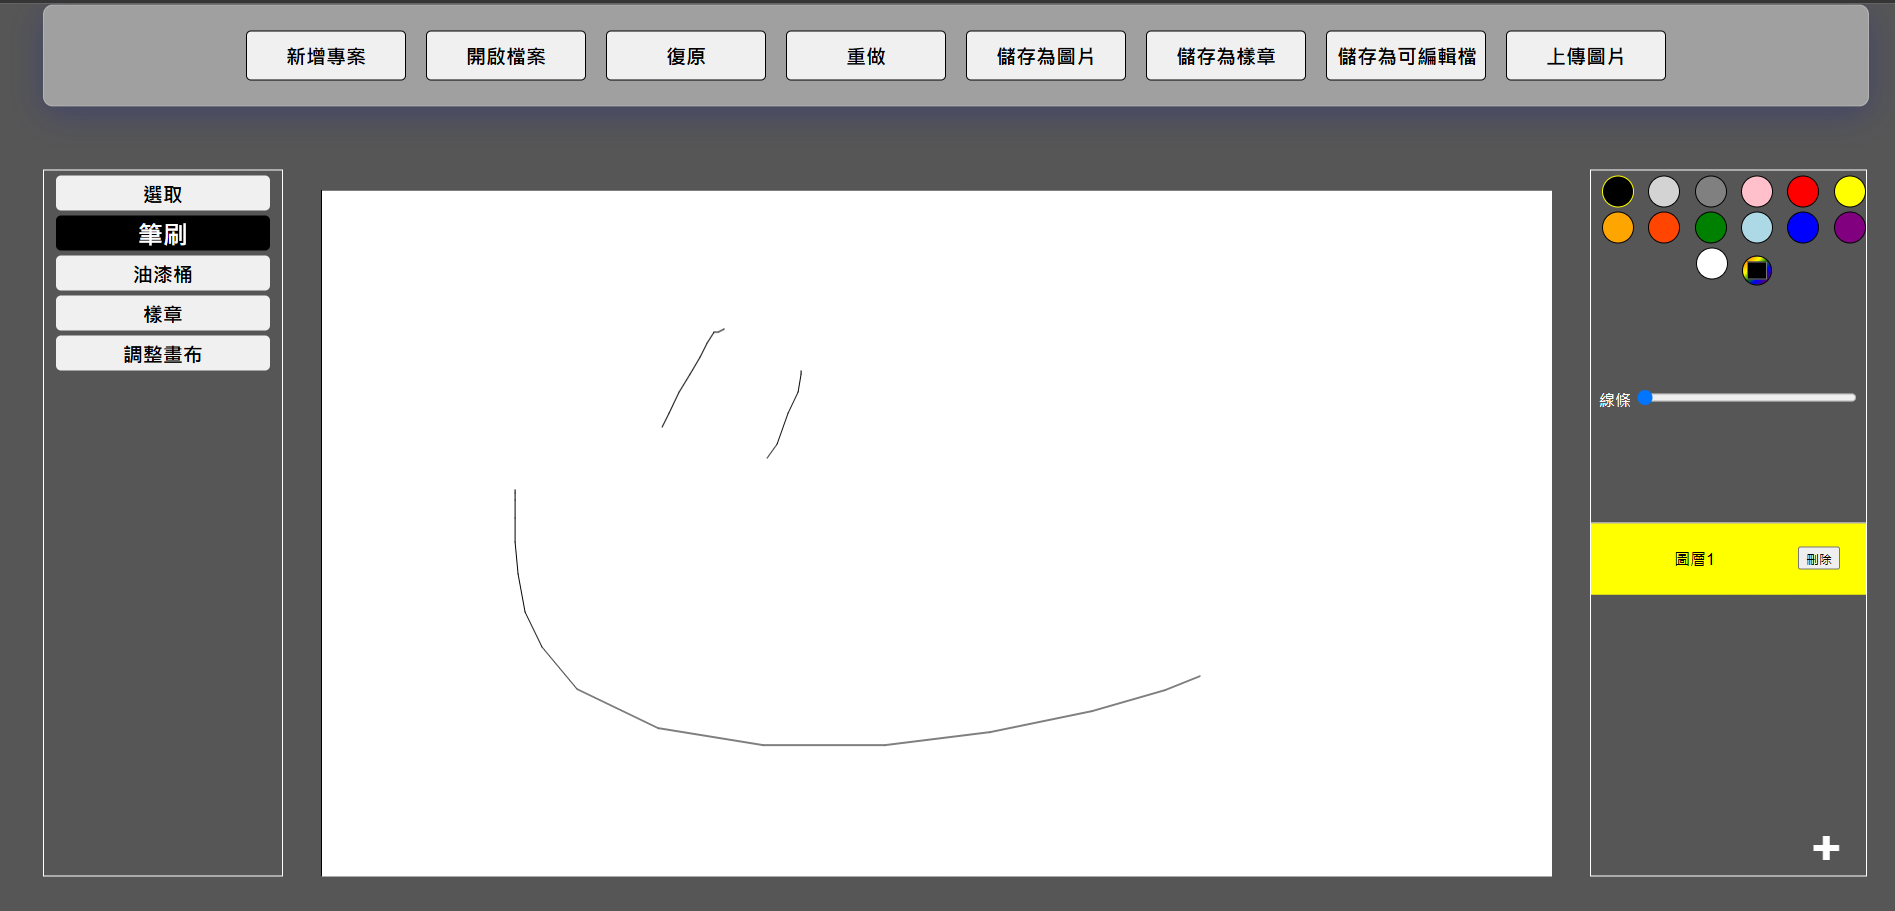 新增專案
開啟檔案
復原
重做
儲存為圖片
儲存為樣章
儲存為可編輯檔
上傳圖片
選取
筆刷
油漆桶
樣章
調整畫布
線條
圖層1
刪除